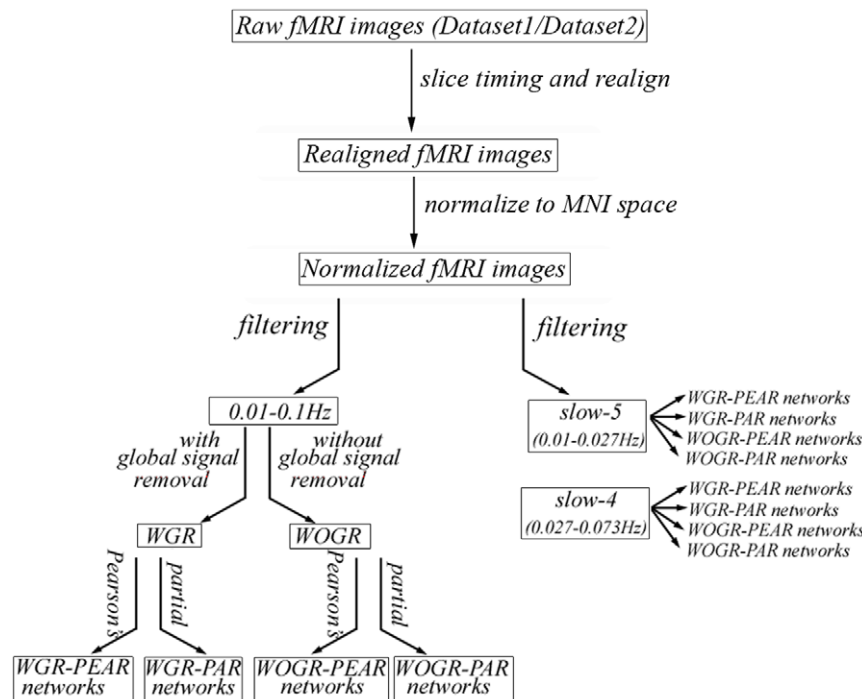 Raw fMRI images (Dataset1/Dataset2)
slice timing and realign
Realigned fMRI images
normalize to MNI space
Normalized fMRI images
filtering
filtering
0.01-0.1Hz
with
global signal
removal
without
global signal
removal
WGR
WOGR
Pearson's
partial
Pearson's
partial
WGR-PEAR
networks
WGR-PAR
networks
WOGR-PEAR
networks
WOGR-PAR
networks
slow-5
(0.01-0.027Hz)
WGR-PEAR networks
WGR-PAR networks
WOGR-PEAR networks
WOGR-PAR networks
slow-4
(0.027-0.073Hz)
WGR-PEAR networks
WGR-PAR networks
WOGR-PEAR networks
WOGR-PAR networks